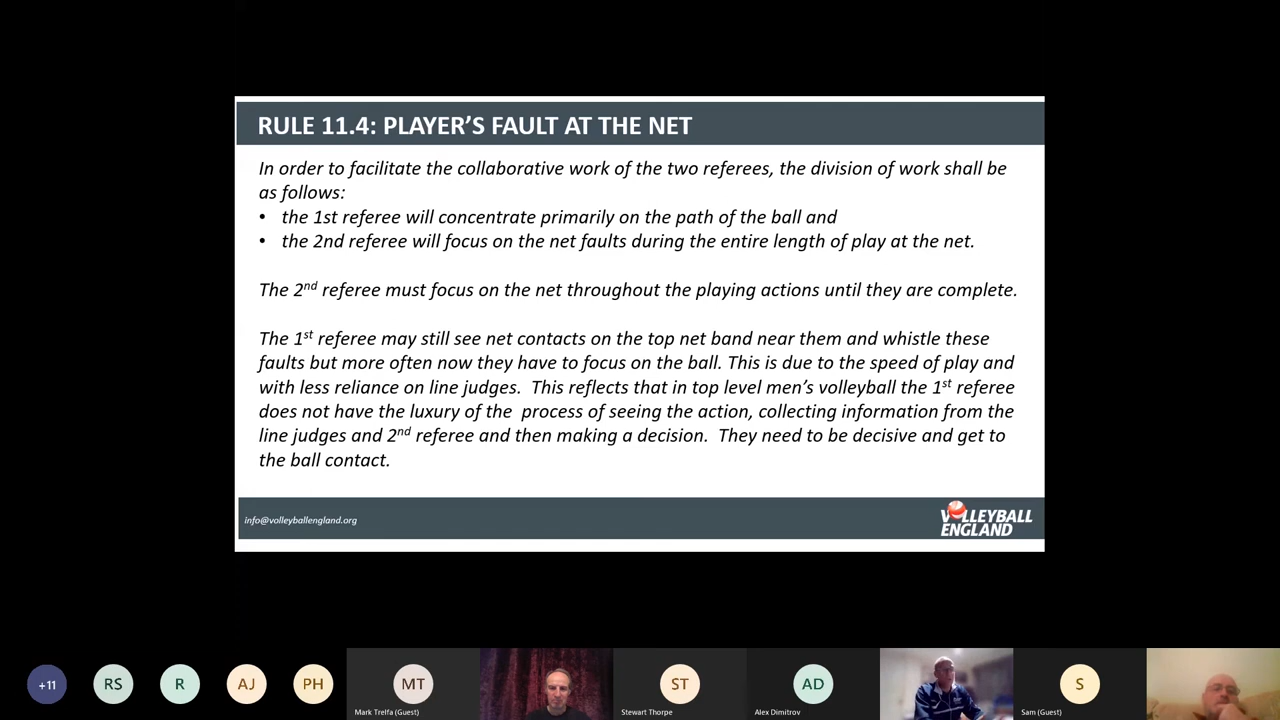 RULE 11.4: PLAYER'S FAULT AT THE NET
In order to facilitate the collaborative work of the two referees, the division of work shall be
as follows:
• the 1st referee will concentrate primarily on the path of the ball and
• the 2nd referee will focus on the net faults during the entire length of play at the net.
The 2nd referee must focus on the net throughout the playing actions until they are complete.
The 1st referee may still see net contacts on the top net band near them and whistle these
faults but more often now they have to focus on the ball. This is due to the speed of play and
with less reliance on line judges. This reflects that in top level men's volleyball the 1st referee
does not have the luxury of the process of seeing the action, collecting information from the
line judges and 2nd referee and then making a decision. They need to be decisive and get to
the ball contact.
info@volleyballengland.org
VOLLEYBALL
ENGLAND
+11 RS R AJ PH MT ST AD S
Mark Trelfa (Guest) Stewart Thorpe Alex Dimitrov Sam (Guest)